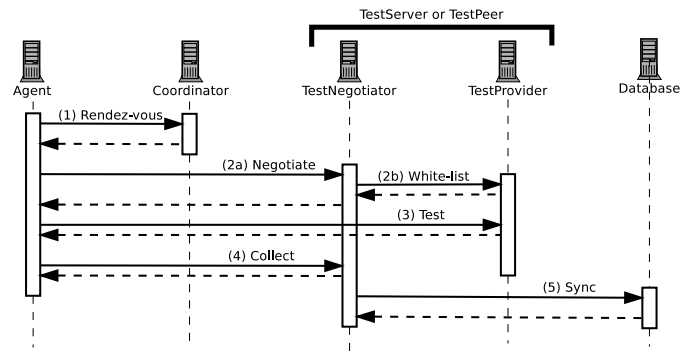 TestServer or TestPeer
Agent
Coordinator
TestNegotiator
TestProvider
Database
(1) Rendez-vous
(2a) Negotiate
(2b) White-list
(3) Test
(4) Collect
(5) Sync